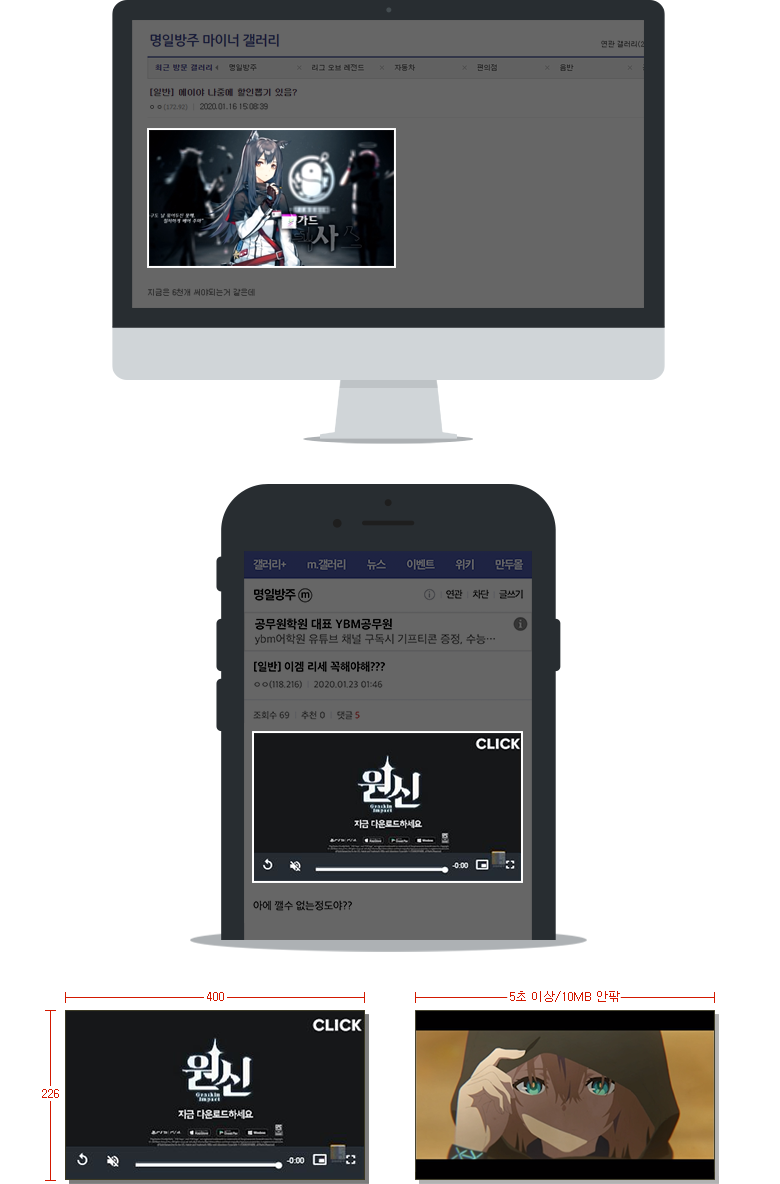 명일방주 마이너 갤러리
연관 갤러리(2
최근 방문 갤러리
명일방주
리그 오브 레전드
자동차
편의점
음반
[일반] 에이야 나중에 할인뽑기 있음?
ㅇㅇ(172.92) | 2020.01.16 15:08:39
가드
텍사스
지금은 6천개 써야되는거 같은데
갤러리+ m.갤러리 뉴스 이벤트 위키 만두몰
명일방주 ⓜ
ⓘ 연관 차단 글쓰기
공무원학원 대표 YBM공무원
ybm어학원 유튜브 채널 구독시 기프티콘 증정, 수능…
[일반] 이겜 리세 꼭해야해???
ㅇㅇ(118.216) | 2020.01.23 01:46
조회수 69 | 추천 0 | 댓글 5
CLICK
원신
Genshin
Impact
지금 다운로드하세요
-0:00
아에 깰수 없는정도야??
400
5초 이상/10MB 안팎
226
CLICK
원신
Genshin
Impact
지금 다운로드하세요
-0:00